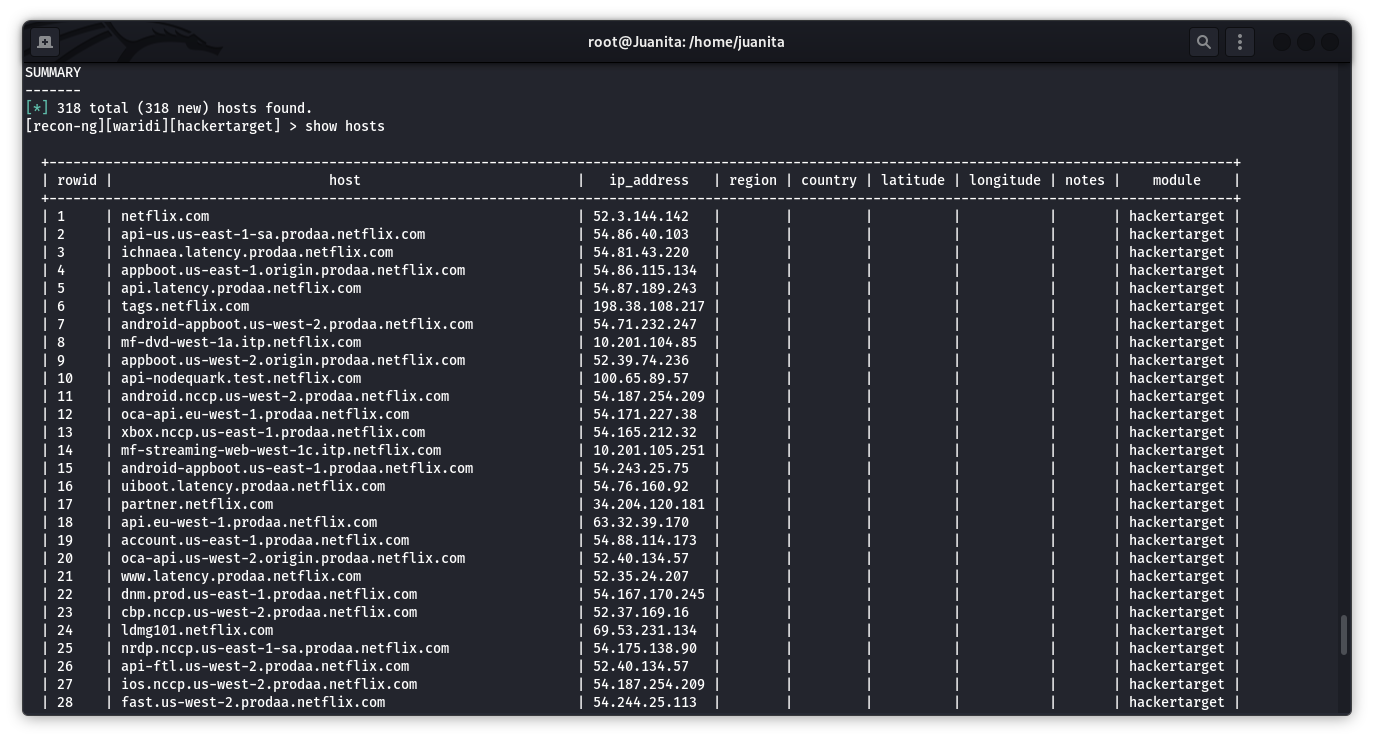 root@Juanita: /home/juanita
SUMMARY
-------
[*] 318 total (318 new) hosts found.
[recon-ng][waridi][hackertarget] > show hosts
+----------------------------------------------------------------------------------------------------------------------------------------------------+
| rowid |                           host                           |   ip_address   | region | country | latitude | longitude | notes |    module    |
+----------------------------------------------------------------------------------------------------------------------------------------------------+
| 1     | netflix.com                                              | 52.3.144.142   |        |         |          |           |       | hackertarget |
| 2     | api-us.us-east-1-sa.prodaa.netflix.com                   | 54.86.40.103   |        |         |          |           |       | hackertarget |
| 3     | ichnaea.latency.prodaa.netflix.com                       | 54.81.43.220   |        |         |          |           |       | hackertarget |
| 4     | appboot.us-east-1.origin.prodaa.netflix.com              | 54.86.115.134  |        |         |          |           |       | hackertarget |
| 5     | api.latency.prodaa.netflix.com                           | 54.87.189.243  |        |         |          |           |       | hackertarget |
| 6     | tags.netflix.com                                         | 198.38.108.217 |        |         |          |           |       | hackertarget |
| 7     | android-appboot.us-west-2.prodaa.netflix.com             | 54.71.232.247  |        |         |          |           |       | hackertarget |
| 8     | mf-dvd-west-1a.itp.netflix.com                           | 10.201.104.85  |        |         |          |           |       | hackertarget |
| 9     | appboot.us-west-2.origin.prodaa.netflix.com              | 52.39.74.236   |        |         |          |           |       | hackertarget |
| 10    | api-nodequark.test.netflix.com                           | 100.65.89.57   |        |         |          |           |       | hackertarget |
| 11    | android.nccp.us-west-2.prodaa.netflix.com                | 54.187.254.209 |        |         |          |           |       | hackertarget |
| 12    | oca-api.eu-west-1.prodaa.netflix.com                     | 54.171.227.38  |        |         |          |           |       | hackertarget |
| 13    | xbox.nccp.us-east-1.prodaa.netflix.com                   | 54.165.212.32  |        |         |          |           |       | hackertarget |
| 14    | mf-streaming-web-west-1c.itp.netflix.com                 | 10.201.105.251 |        |         |          |           |       | hackertarget |
| 15    | android-appboot.us-east-1.prodaa.netflix.com             | 54.243.25.75   |        |         |          |           |       | hackertarget |
| 16    | uiboot.latency.prodaa.netflix.com                        | 54.76.160.92   |        |         |          |           |       | hackertarget |
| 17    | partner.netflix.com                                      | 34.204.120.181 |        |         |          |           |       | hackertarget |
| 18    | api.eu-west-1.prodaa.netflix.com                         | 63.32.39.170   |        |         |          |           |       | hackertarget |
| 19    | account.us-east-1.prodaa.netflix.com                     | 54.88.114.173  |        |         |          |           |       | hackertarget |
| 20    | oca-api.us-west-2.origin.prodaa.netflix.com              | 52.40.134.57   |        |         |          |           |       | hackertarget |
| 21    | www.latency.prodaa.netflix.com                           | 52.35.24.207   |        |         |          |           |       | hackertarget |
| 22    | dnm.prod.us-east-1.prodaa.netflix.com                    | 54.167.170.245 |        |         |          |           |       | hackertarget |
| 23    | cbp.nccp.us-west-2.prodaa.netflix.com                    | 52.37.169.16   |        |         |          |           |       | hackertarget |
| 24    | ldmg101.netflix.com                                      | 69.53.231.134  |        |         |          |           |       | hackertarget |
| 25    | nrdp.nccp.us-east-1-sa.prodaa.netflix.com                | 54.175.138.90  |        |         |          |           |       | hackertarget |
| 26    | api-ftl.us-west-2.prodaa.netflix.com                     | 52.40.134.57   |        |         |          |           |       | hackertarget |
| 27    | ios.nccp.us-west-2.prodaa.netflix.com                    | 54.187.254.209 |        |         |          |           |       | hackertarget |
| 28    | fast.us-west-2.prodaa.netflix.com                        | 54.244.25.113  |        |         |          |           |       | hackertarget |